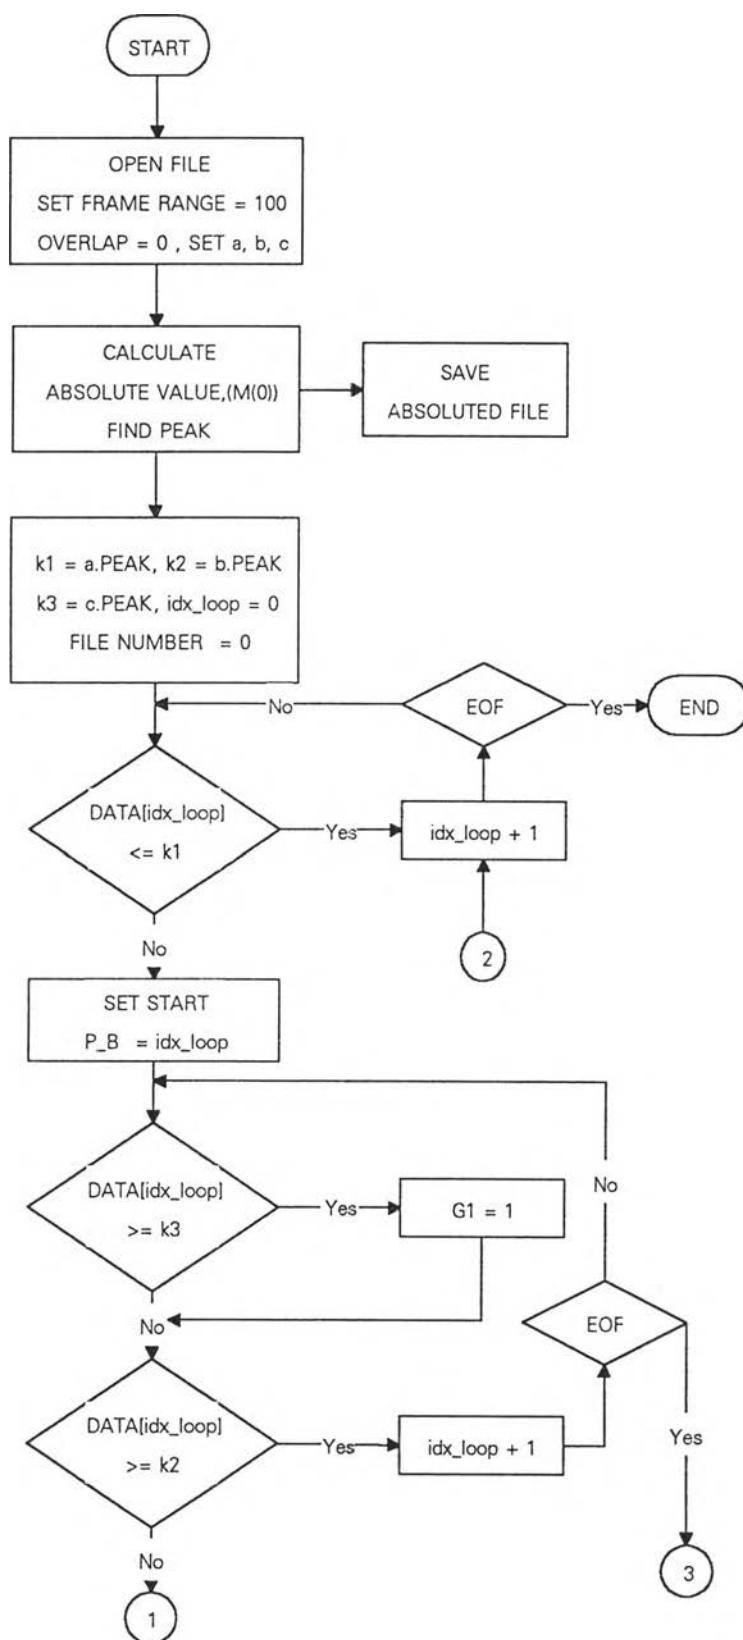 START
OPEN FILE
SET FRAME RANGE = 100
OVERLAP = 0 , SET a, b, c
CALCULATE
ABSOLUTE VALUE,(M(0))
FIND PEAK
SAVE
ABSOLUTED FILE
k1 = a.PEAK, k2 = b.PEAK
k3 = c.PEAK, idx_loop = 0
FILE NUMBER = 0
No
EOF
Yes
END
DATA[idx_loop]
<= k1
Yes
idx_loop + 1
No
2
SET START
P_B = idx_loop
DATA[idx_loop]
>= k3
Yes
G1 = 1
No
No
EOF
DATA[idx_loop]
>= k2
Yes
idx_loop + 1
Yes
No
3
1